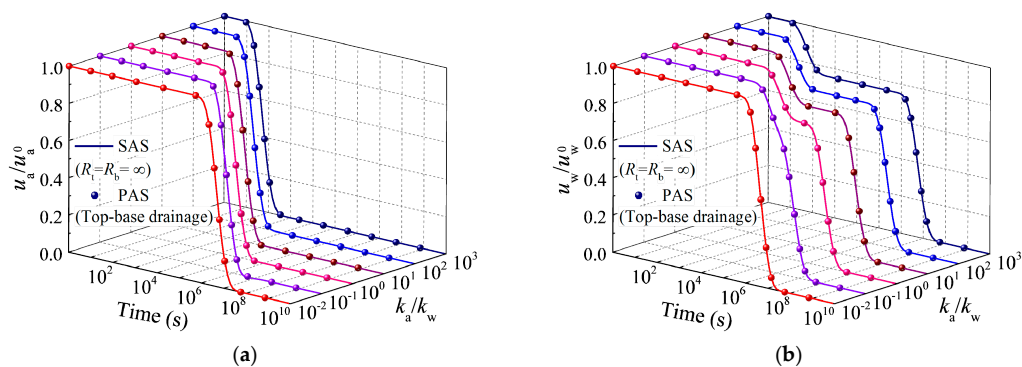 1.0
0.8
0.6
0.4
0.2
0.0
u_a/u_a^0
SAS
(R_t=R_b=∞)
PAS
(Top-base drainage)
10^2
10^4
10^6
10^8
10^10
Time (s)
10^-2
10^-1
10^0
10^1
10^2
10^3
k_a/k_w
(a)
1.0
0.8
0.6
0.4
0.2
0.0
u_w/u_w^0
SAS
(R_t=R_b=∞)
PAS
(Top-base drainage)
10^2
10^4
10^6
10^8
10^10
Time (s)
10^-2
10^-1
10^0
10^1
10^2
10^3
k_a/k_w
(b)